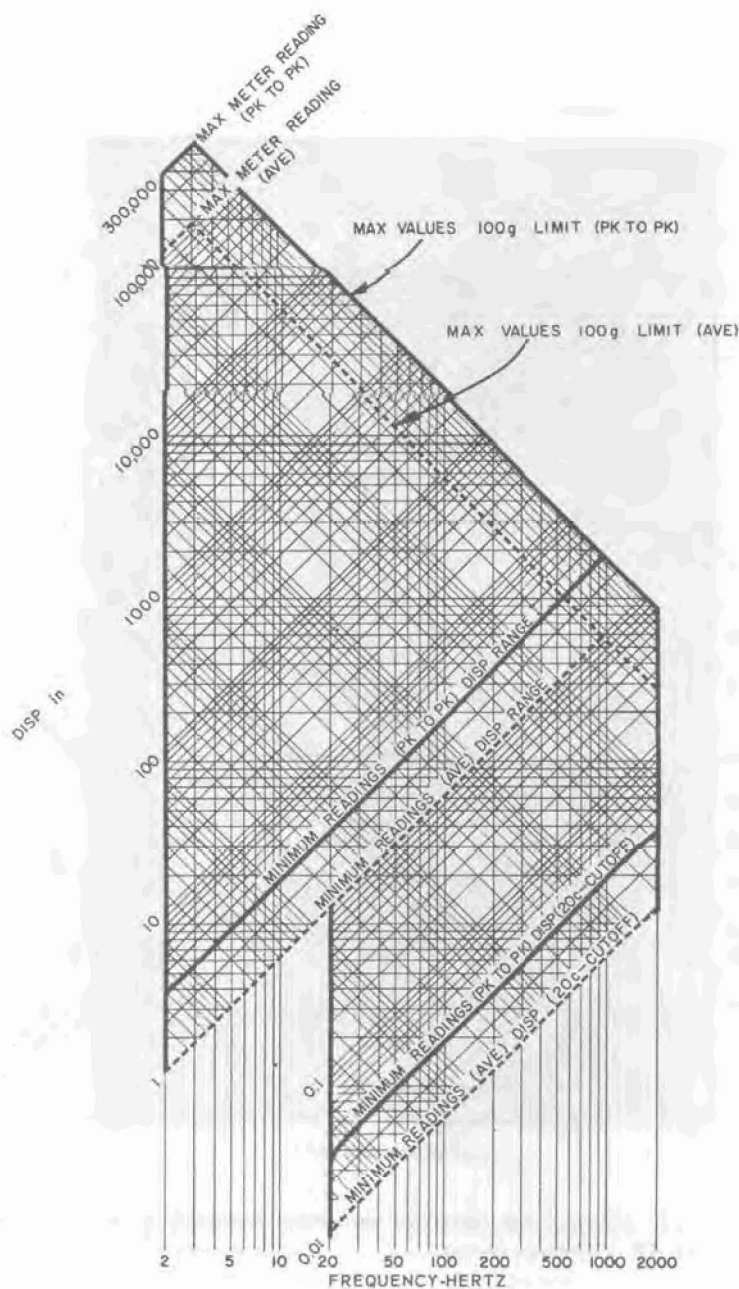 MAX METER READING
(PK TO PK)
MAX METER READING
(AVE)
MAX VALUES 100g LIMIT (PK TO PK)
MAX VALUES 100g LIMIT (AVE)
300,000
100,000
10,000
1000
100
10
1
0.1
0.01
DISP in
MINIMUM READINGS (PK TO PK) DISP RANGE
MINIMUM READINGS (AVE) DISP RANGE
MINIMUM READINGS (PK TO PK) DISP (20c-CUTOFF)
MINIMUM READINGS (AVE) DISP (20c-CUTOFF)
2 5 10 20 50 100 200 500 1000 2000
FREQUENCY-HERTZ